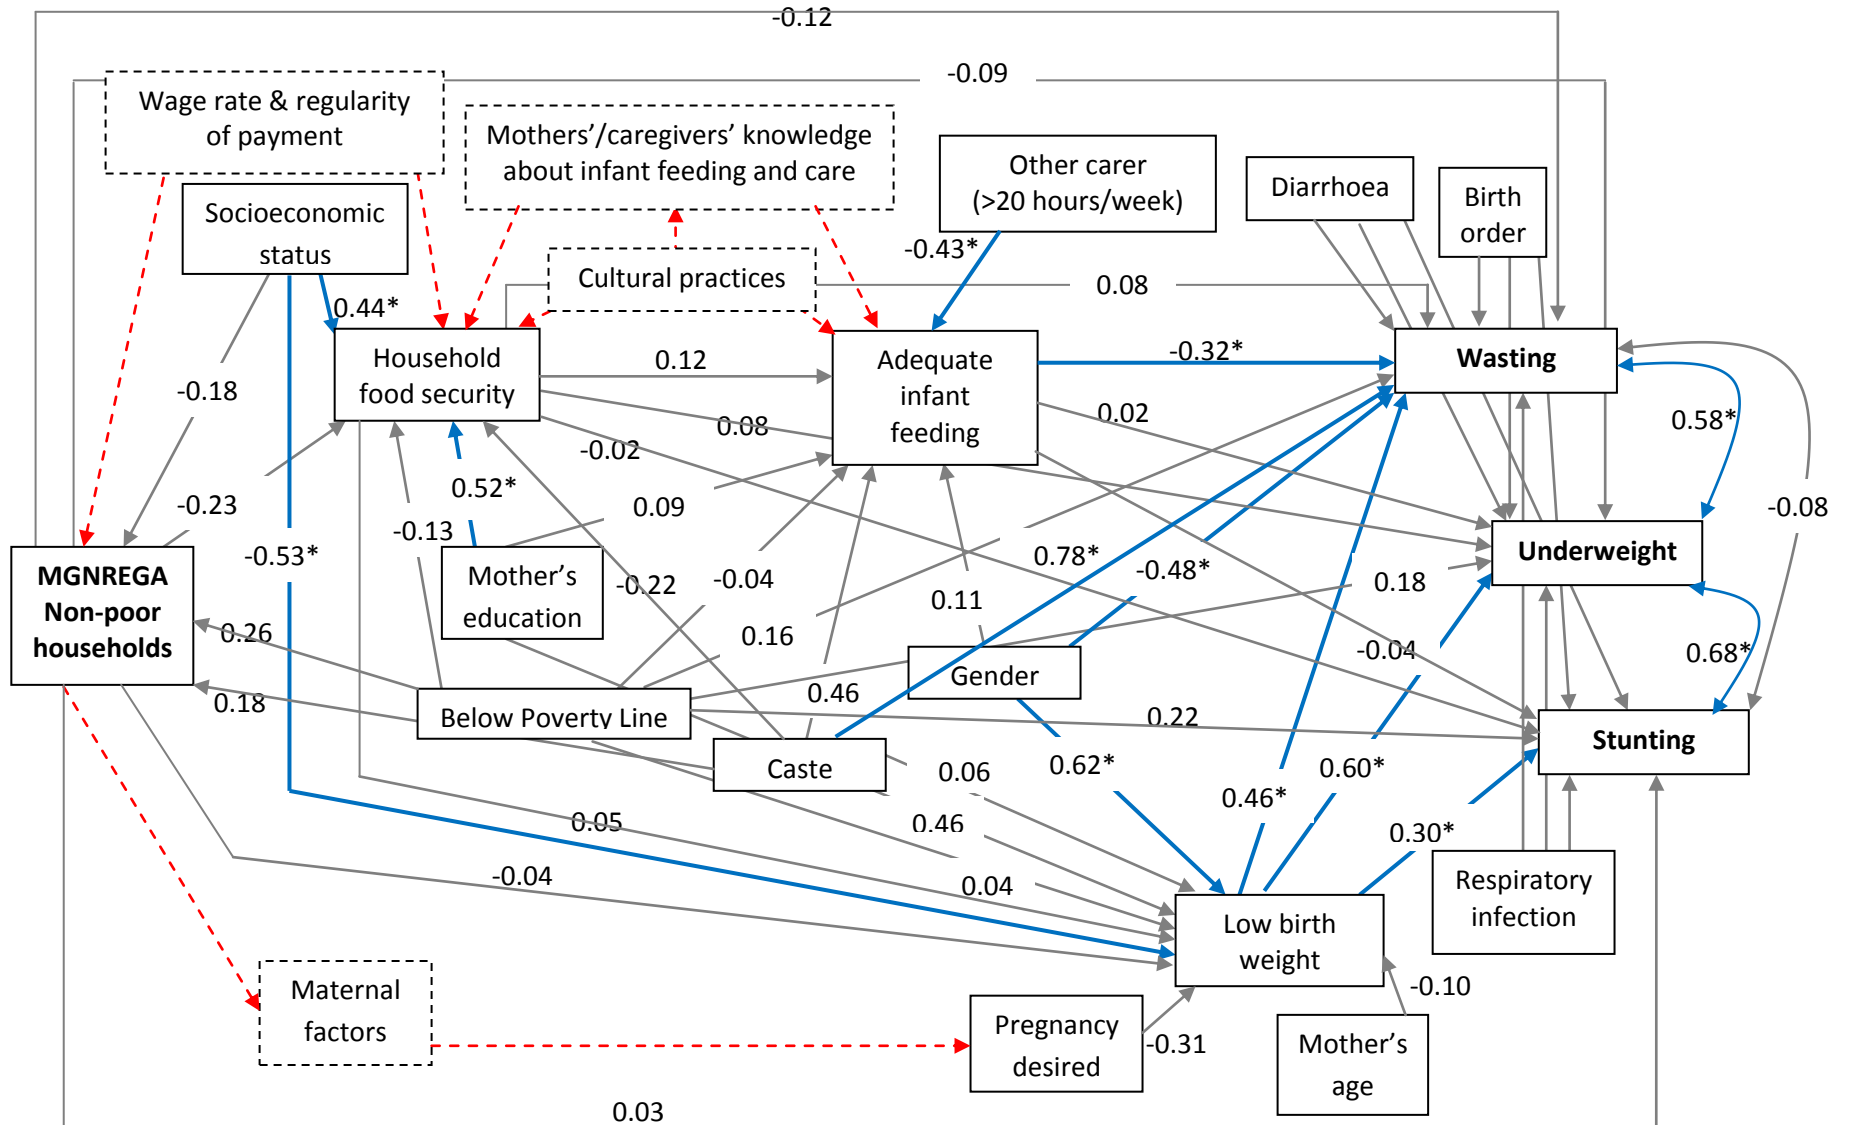 -0.12
-0.09
Wage rate & regularity
of payment
Mothers’/caregivers’ knowledge
about infant feeding and care
Other carer
(>20 hours/week)
Diarrhoea
Birth
order
Socioeconomic
status
-0.43*
Cultural practices
0.08
0.44*
Household
food security
0.12
Adequate
infant
feeding
-0.32*
Wasting
-0.18
0.08
0.02
0.58*
-0.02
-0.23
0.52*
0.09
-0.08
-0.13
-0.53*
0.78*
-0.48*
Underweight
MGNREGA
Non-poor
households
Mother’s
education
-0.22
-0.04
0.18
0.11
0.26
0.16
-0.04
0.68*
Gender
0.18
0.46
Below Poverty Line
0.22
Stunting
Caste
0.06
0.62*
0.60*
0.46*
0.05
0.46
0.30*
-0.04
0.04
Respiratory
infection
Low birth
weight
Maternal
factors
-0.10
Pregnancy
desired
-0.31
Mother’s
age
0.03